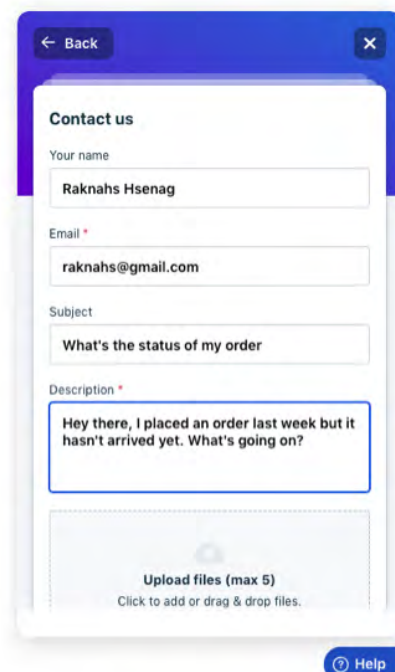 ← Back
Contact us
Your name
Raknahs Hsenag
Email *
raknahs@gmail.com
Subject
What's the status of my order
Description *
Hey there, I placed an order last week but it
hasn't arrived yet. What's going on?
Upload files (max 5)
Click to add or drag & drop files.
Help